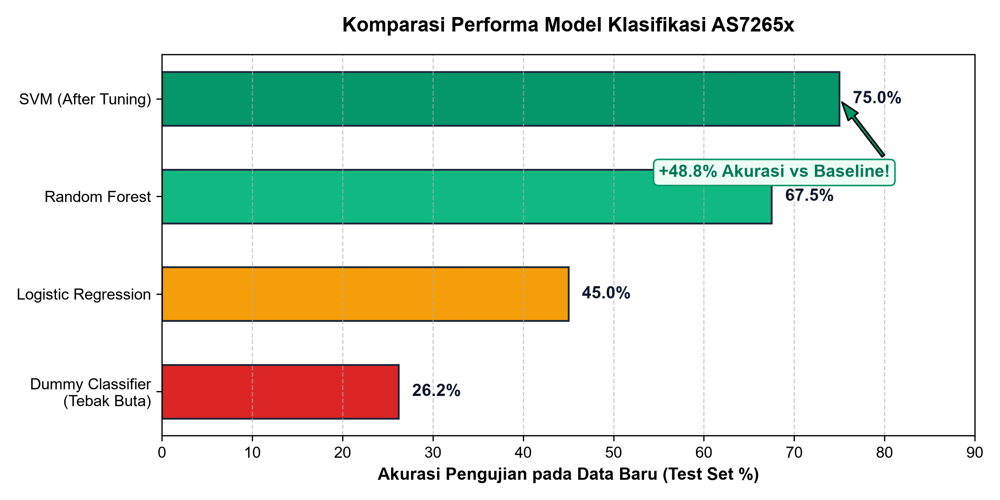 Komparasi Performa Model Klasifikasi AS7265x
SVM (After Tuning)
75.0%
+48.8% Akurasi vs Baseline!
Random Forest
67.5%
Logistic Regression
45.0%
Dummy Classifier
(Tebak Buta)
26.2%
0 10 20 30 40 50 60 70 80 90
Akurasi Pengujian pada Data Baru (Test Set %)